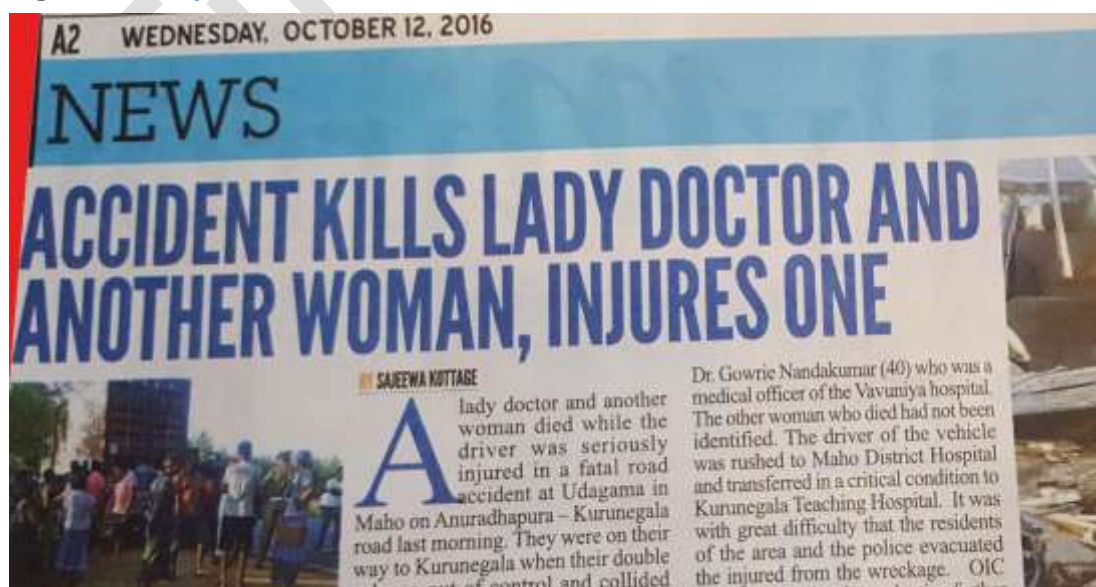 A2 WEDNESDAY, OCTOBER 12, 2016
NEWS
ACCIDENT KILLS LADY DOCTOR AND
ANOTHER WOMAN, INJURES ONE
BY SAJEEWA KOTTAGE
A lady doctor and another
woman died while the
driver was seriously
injured in a fatal road
accident at Udagama in
Maho on Anuradhapura – Kurunegala
road last morning. They were on their
way to Kurunegala when their double
out of control and collided
Dr. Gowrie Nandakumar (40) who was a
medical officer of the Vavuniya hospital.
The other woman who died had not been
identified. The driver of the vehicle
was rushed to Maho District Hospital
and transferred in a critical condition to
Kurunegala Teaching Hospital. It was
with great difficulty that the residents
of the area and the police evacuated
the injured from the wreckage. OIC